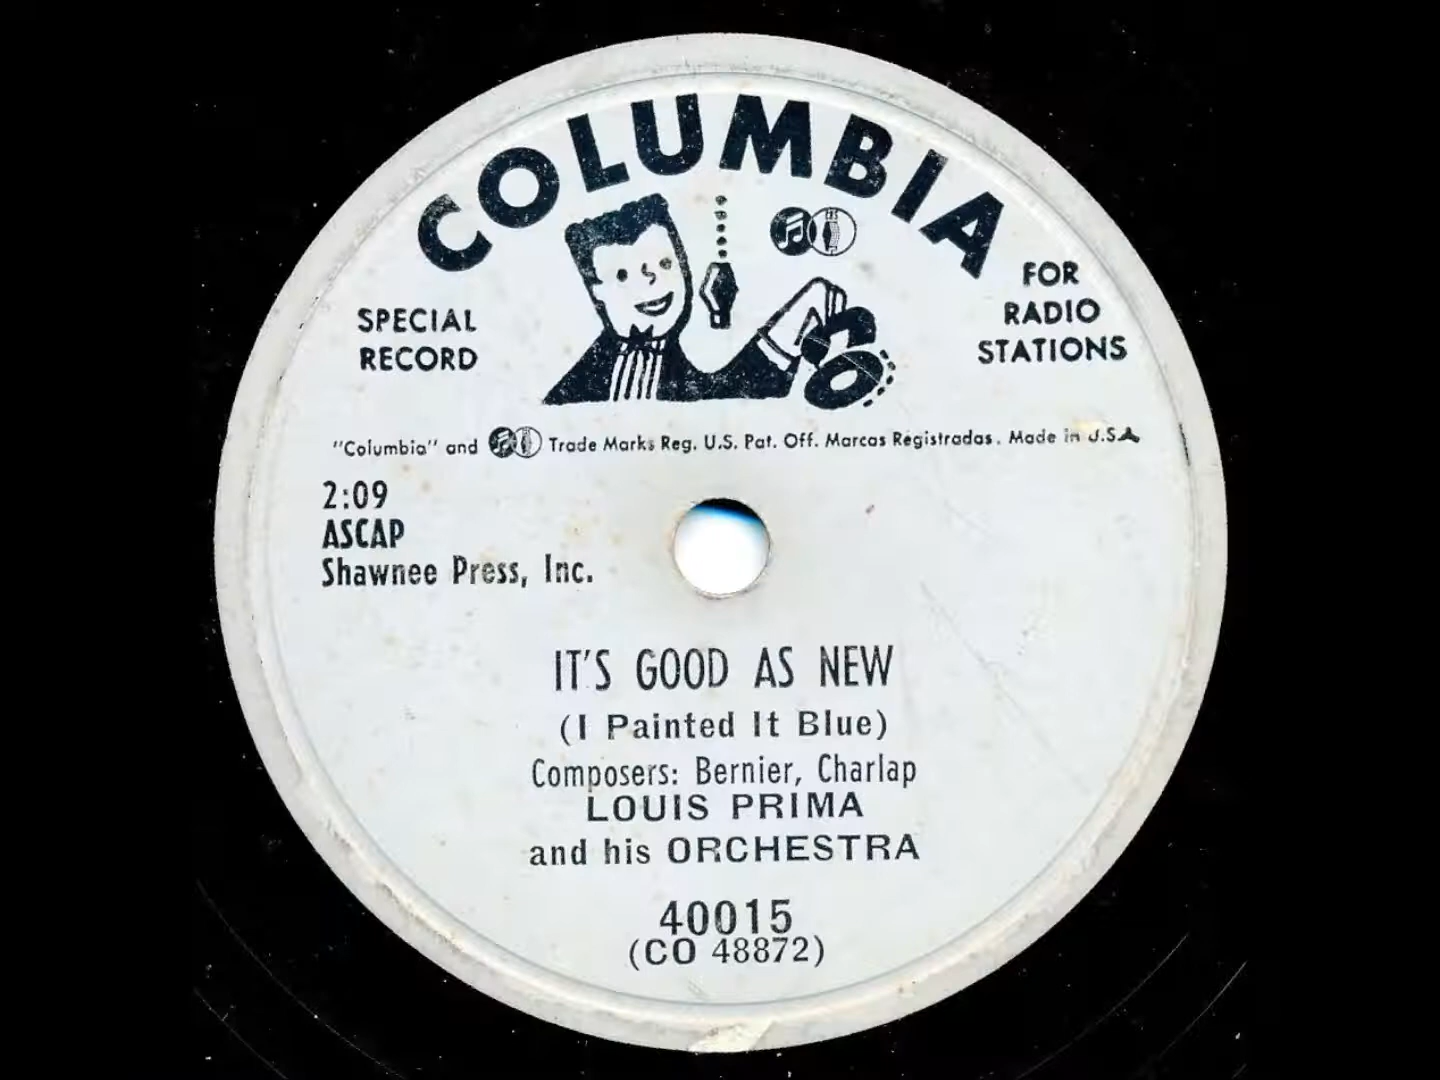 COLUMBIA
SPECIAL
RECORD
FOR
RADIO
STATIONS
"Columbia" and Trade Marks Reg. U.S. Pat. Off. Marcas Registradas. Made in U.S.A.
2:09
ASCAP
Shawnee Press, Inc.
IT'S GOOD AS NEW
(I Painted It Blue)
Composers: Bernier, Charlap
LOUIS PRIMA
and his ORCHESTRA
40015
(CO 48872)